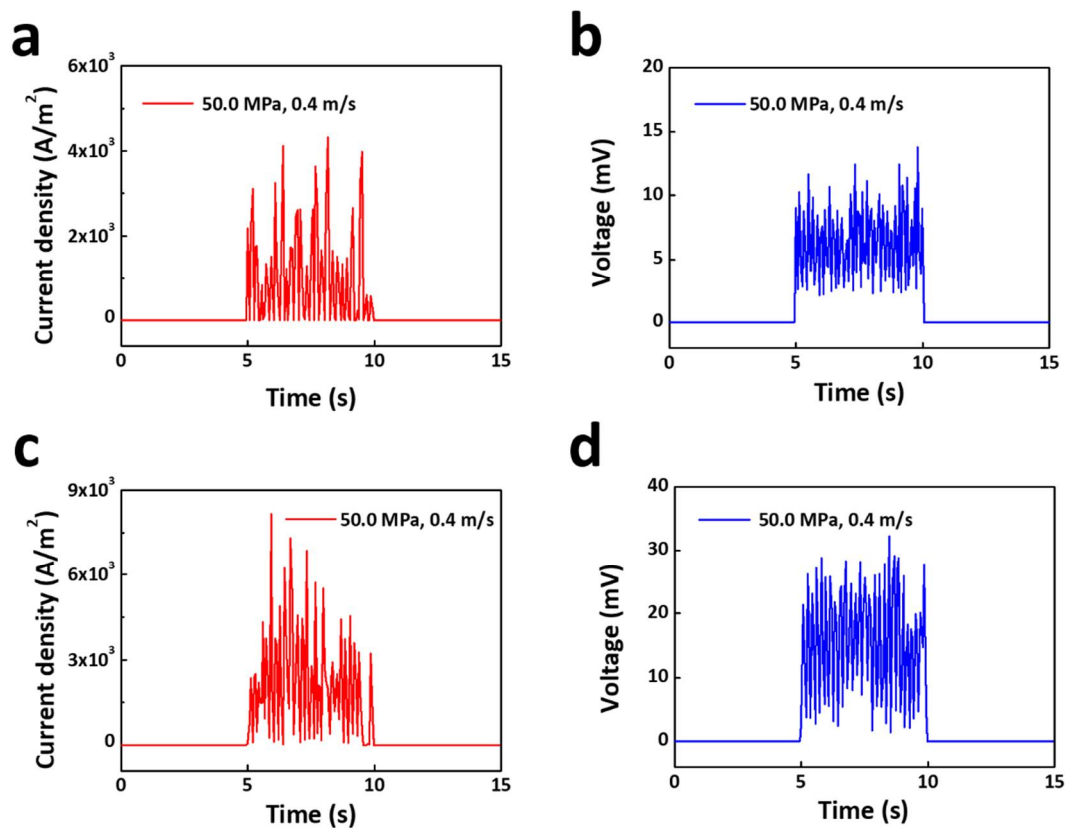 a
6x10³
4x10³
2x10³
0
Current density (A/m²)
50.0 MPa, 0.4 m/s
0
5
10
15
Time (s)
b
20
15
10
5
0
Voltage (mV)
50.0 MPa, 0.4 m/s
0
5
10
15
Time (s)
c
9x10³
6x10³
3x10³
0
Current density (A/m²)
50.0 MPa, 0.4 m/s
0
5
10
15
Time (s)
d
40
30
20
10
0
Voltage (mV)
50.0 MPa, 0.4 m/s
0
5
10
15
Time (s)